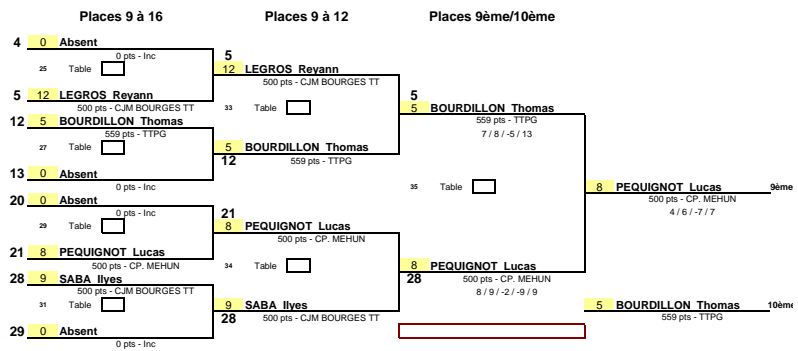 Places 9 à 16
Places 9 à 12
Places 9ème/10ème
4 0 Absent
0 pts - Inc
25 Table
5 12 LEGROS Reyann
500 pts - CJM BOURGES TT
12 5 BOURDILLON Thomas
559 pts - TTPG
27 Table
13 0 Absent
0 pts - Inc
20 0 Absent
0 pts - Inc
29 Table
21 8 PEQUIGNOT Lucas
500 pts - CP. MEHUN
28 9 SABA Ilyes
500 pts - CJM BOURGES TT
31 Table
29 0 Absent
0 pts - Inc
5
12 LEGROS Reyann
500 pts - CJM BOURGES TT
33 Table
5 BOURDILLON Thomas
12
559 pts - TTPG
21
8 PEQUIGNOT Lucas
500 pts - CP. MEHUN
34 Table
9 SABA Ilyes
28
500 pts - CJM BOURGES TT
5
5 BOURDILLON Thomas
559 pts - TTPG
7 / 8 / -5 / 13
35 Table
8 PEQUIGNOT Lucas
28
500 pts - CP. MEHUN
8 / 9 / -2 / -9 / 9
8 PEQUIGNOT Lucas 9ème
500 pts - CP. MEHUN
4 / 6 / -7 / 7
5 BOURDILLON Thomas 10ème
559 pts - TTPG